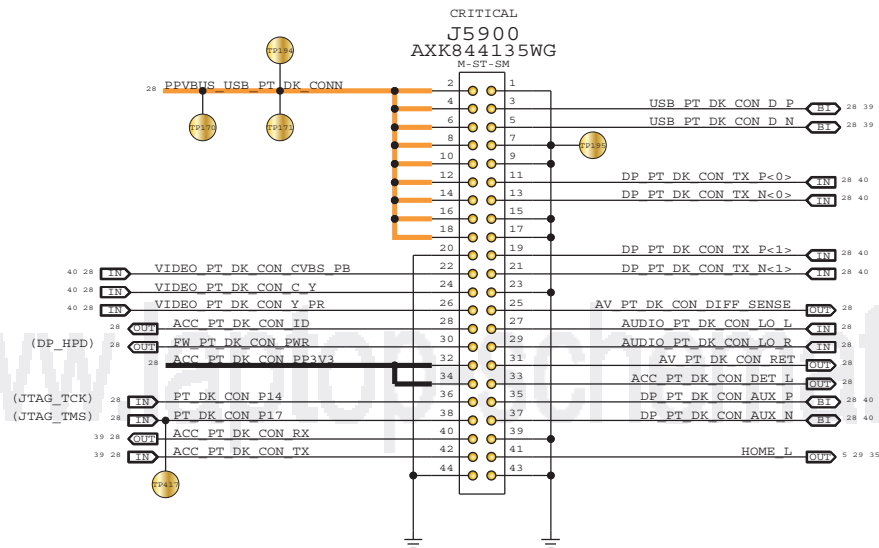 CRITICAL
J5900
AXK844135WG
M-ST-SM
TP194
28 PPVBUS_USB_PT_DK_CONN
TP170 TP171
2 1
4 3 USB_PT_DK_CON_D_P BI 28 39
6 5 USB_PT_DK_CON_D_N BI 28 39
8 7 TP195
10 9
12 11 DP_PT_DK_CON_TX_P<0> IN 28 40
14 13 DP_PT_DK_CON_TX_N<0> IN 28 40
16 15
18 17
20 19 DP_PT_DK_CON_TX_P<1> IN 28 40
40 28 IN VIDEO_PT_DK_CON_CVBS_PB 22 21 DP_PT_DK_CON_TX_N<1> IN 28 40
40 28 IN VIDEO_PT_DK_CON_C_Y 24 23
40 28 IN VIDEO_PT_DK_CON_Y_PR 26 25 AV_PT_DK_CON_DIFF_SENSE OUT 28
28 OUT ACC_PT_DK_CON_ID 28 27 AUDIO_PT_DK_CON_LO_L IN 28
(DP_HPD) 28 OUT FW_PT_DK_CON_PWR 30 29 AUDIO_PT_DK_CON_LO_R IN 28
28 ACC_PT_DK_CON_PP3V3 32 31 AV_PT_DK_CON_RET OUT 28
34 33 ACC_PT_DK_CON_DET_L OUT 28
(JTAG_TCK) 28 IN PT_DK_CON_P14 36 35 DP_PT_DK_CON_AUX_P BI 28 40
(JTAG_TMS) 28 IN PT_DK_CON_P17 38 37 DP_PT_DK_CON_AUX_N BI 28 40
39 28 OUT ACC_PT_DK_CON_RX 40 39
39 28 IN ACC_PT_DK_CON_TX 42 41 HOME_L OUT 5 29 35
44 43
TP417